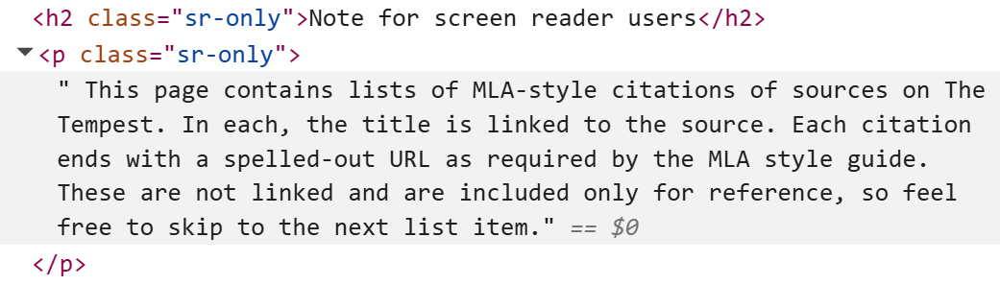 <h2 class="sr-only">Note for screen reader users</h2>
▼<p class="sr-only">
" This page contains lists of MLA-style citations of sources on The
Tempest. In each, the title is linked to the source. Each citation
ends with a spelled-out URL as required by the MLA style guide.
These are not linked and are included only for reference, so feel
free to skip to the next list item." == $0
</p>